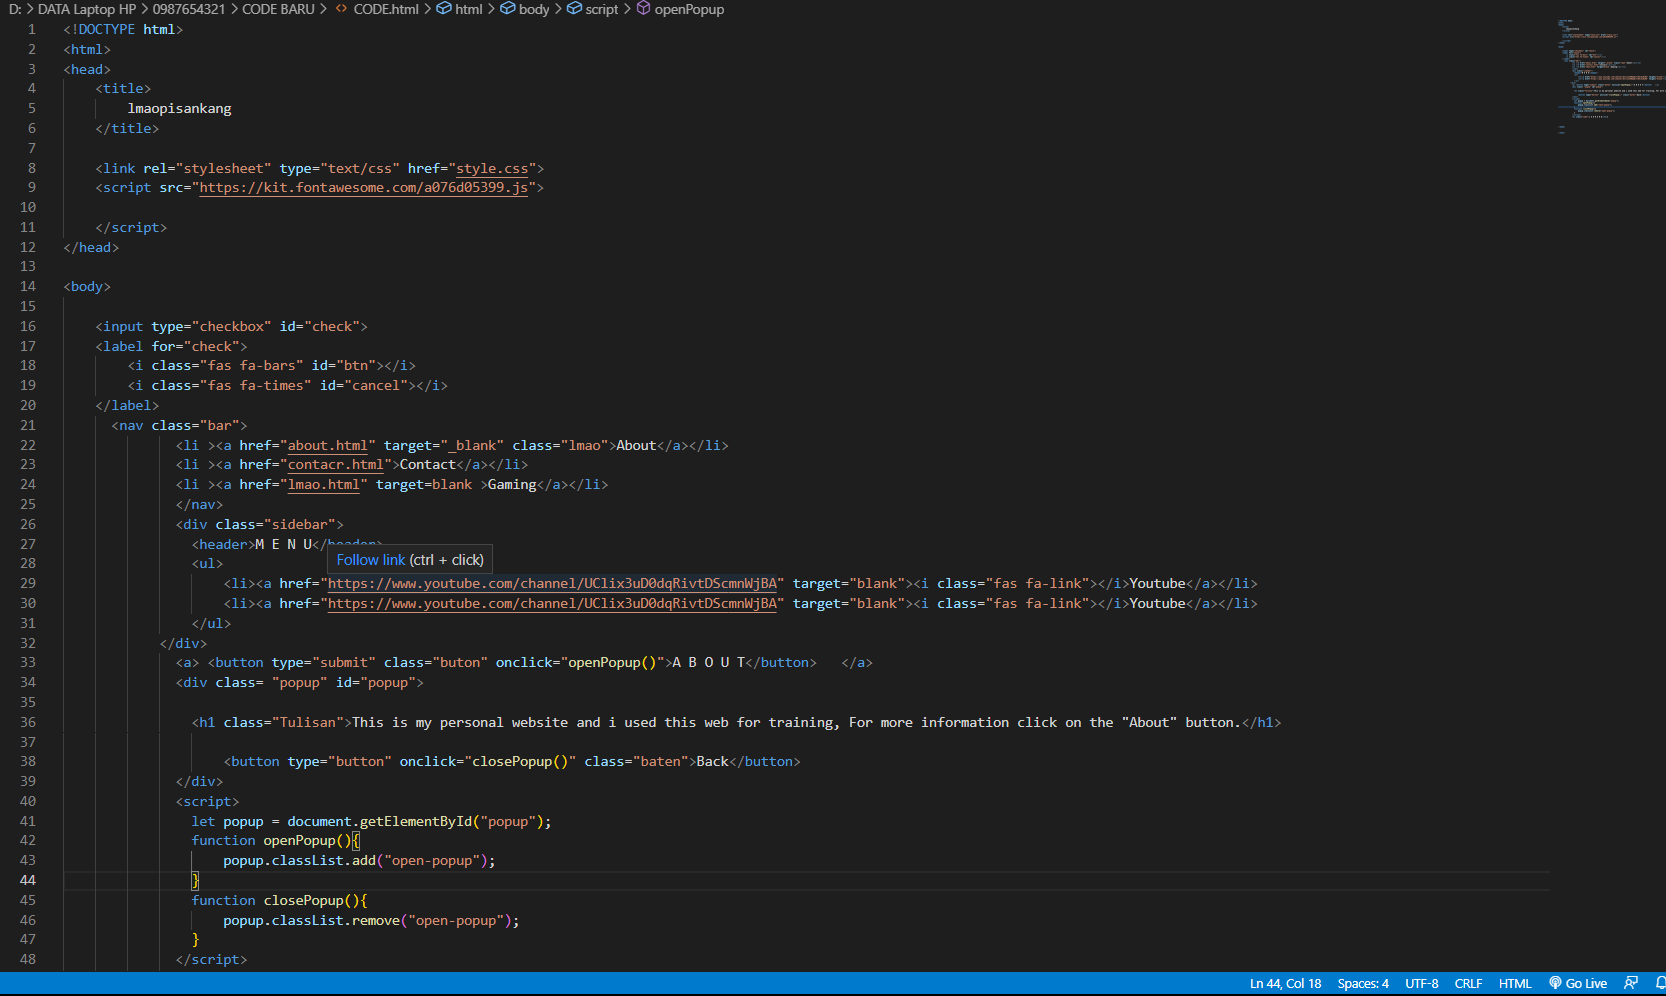 D: > DATA Laptop HP > 0987654321 > CODE BARU > CODE.html > html > body > script > openPopup
1 <!DOCTYPE html>
2 <html>
3 <head>
4 <title>
5 lmaopisankang
6 </title>
7
8 <link rel="stylesheet" type="text/css" href="style.css">
9 <script src="https://kit.fontawesome.com/a076d05399.js">
10
11 </script>
12 </head>
13
14 <body>
15
16 <input type="checkbox" id="check">
17 <label for="check">
18 <i class="fas fa-bars" id="btn"></i>
19 <i class="fas fa-times" id="cancel"></i>
20 </label>
21 <nav class="bar">
22 <li ><a href="about.html" target="_blank" class="lmao">About</a></li>
23 <li ><a href="contacr.html">Contact</a></li>
24 <li ><a href="lmao.html" target=blank >Gaming</a></li>
25 </nav>
26 <div class="sidebar">
27 <header>M E N U</header>
Follow link (ctrl + click)
28 <ul>
29 <li><a href="https://www.youtube.com/channel/UClix3uD0dqRivtDScmnWjBA" target="blank"><i class="fas fa-link"></i>Youtube</a></li>
30 <li><a href="https://www.youtube.com/channel/UClix3uD0dqRivtDScmnWjBA" target="blank"><i class="fas fa-link"></i>Youtube</a></li>
31 </ul>
32 </div>
33 <a> <button type="submit" class="buton" onclick="openPopup()">A B O U T</button> </a>
34 <div class= "popup" id="popup">
35
36 <h1 class="Tulisan">This is my personal website and i used this web for training, For more information click on the "About" button.</h1>
37
38 <button type="button" onclick="closePopup()" class="baten">Back</button>
39 </div>
40 <script>
41 let popup = document.getElementById("popup");
42 function openPopup(){
43 popup.classList.add("open-popup");
44 }
45 function closePopup(){
46 popup.classList.remove("open-popup");
47 }
48 </script>
Ln 44, Col 18 Spaces: 4 UTF-8 CRLF HTML Go Live